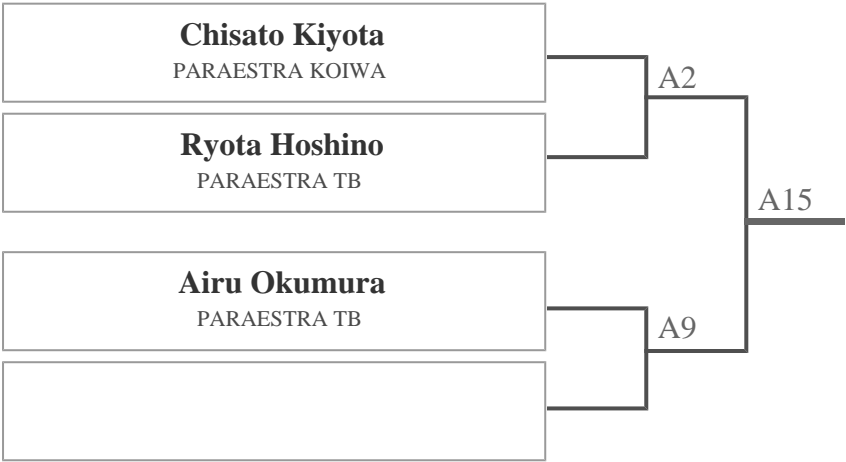 Chisato Kiyota
PARAESTRA KOIWA
A2
Ryota Hoshino
PARAESTRA TB
A15
Airu Okumura
PARAESTRA TB
A9